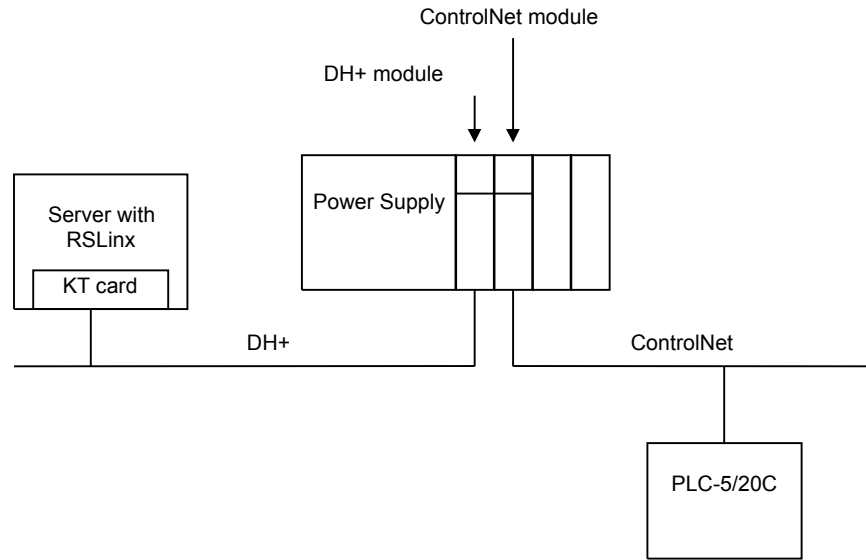 ControlNet module
DH+ module
Power Supply
Server with
RSLinx
KT card
DH+
ControlNet
PLC-5/20C